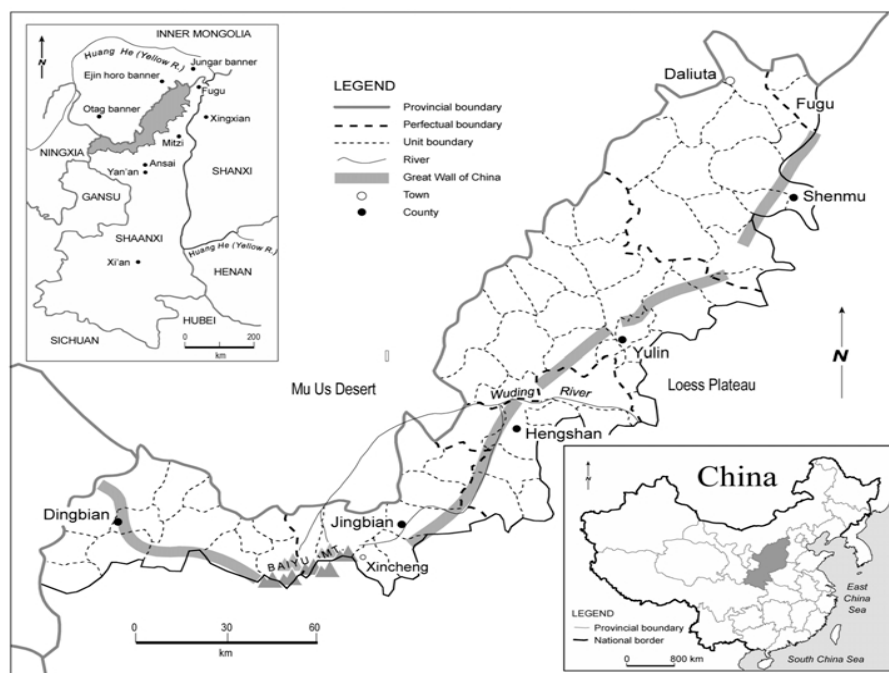 INNER MONGOLIA
Huang He (Yellow R.)
Jungar banner
N
Ejin horo banner
Fugu
Otag banner
Xingxian
Mitzi
NINGXIA
Ansai
SHANXI
Yan'an
GANSU
SHAANXI
Huang He (Yellow R.)
Xi'an
HENAN
HUBEI
SICHUAN
0 200
km
LEGEND
Provincial boundary
Perfectual boundary
Unit boundary
River
Great Wall of China
Town
County
Daliuta
Fugu
Shenmu
N
Yulin
Mu Us Desert
Loess Plateau
Wuding River
Hengshan
Dingbian
Jingbian
BAIYU MT.
Xincheng
0 30 60
km
N
China
East
China
Sea
LEGEND
Provincial boundary
National border
0 800 km
South China Sea